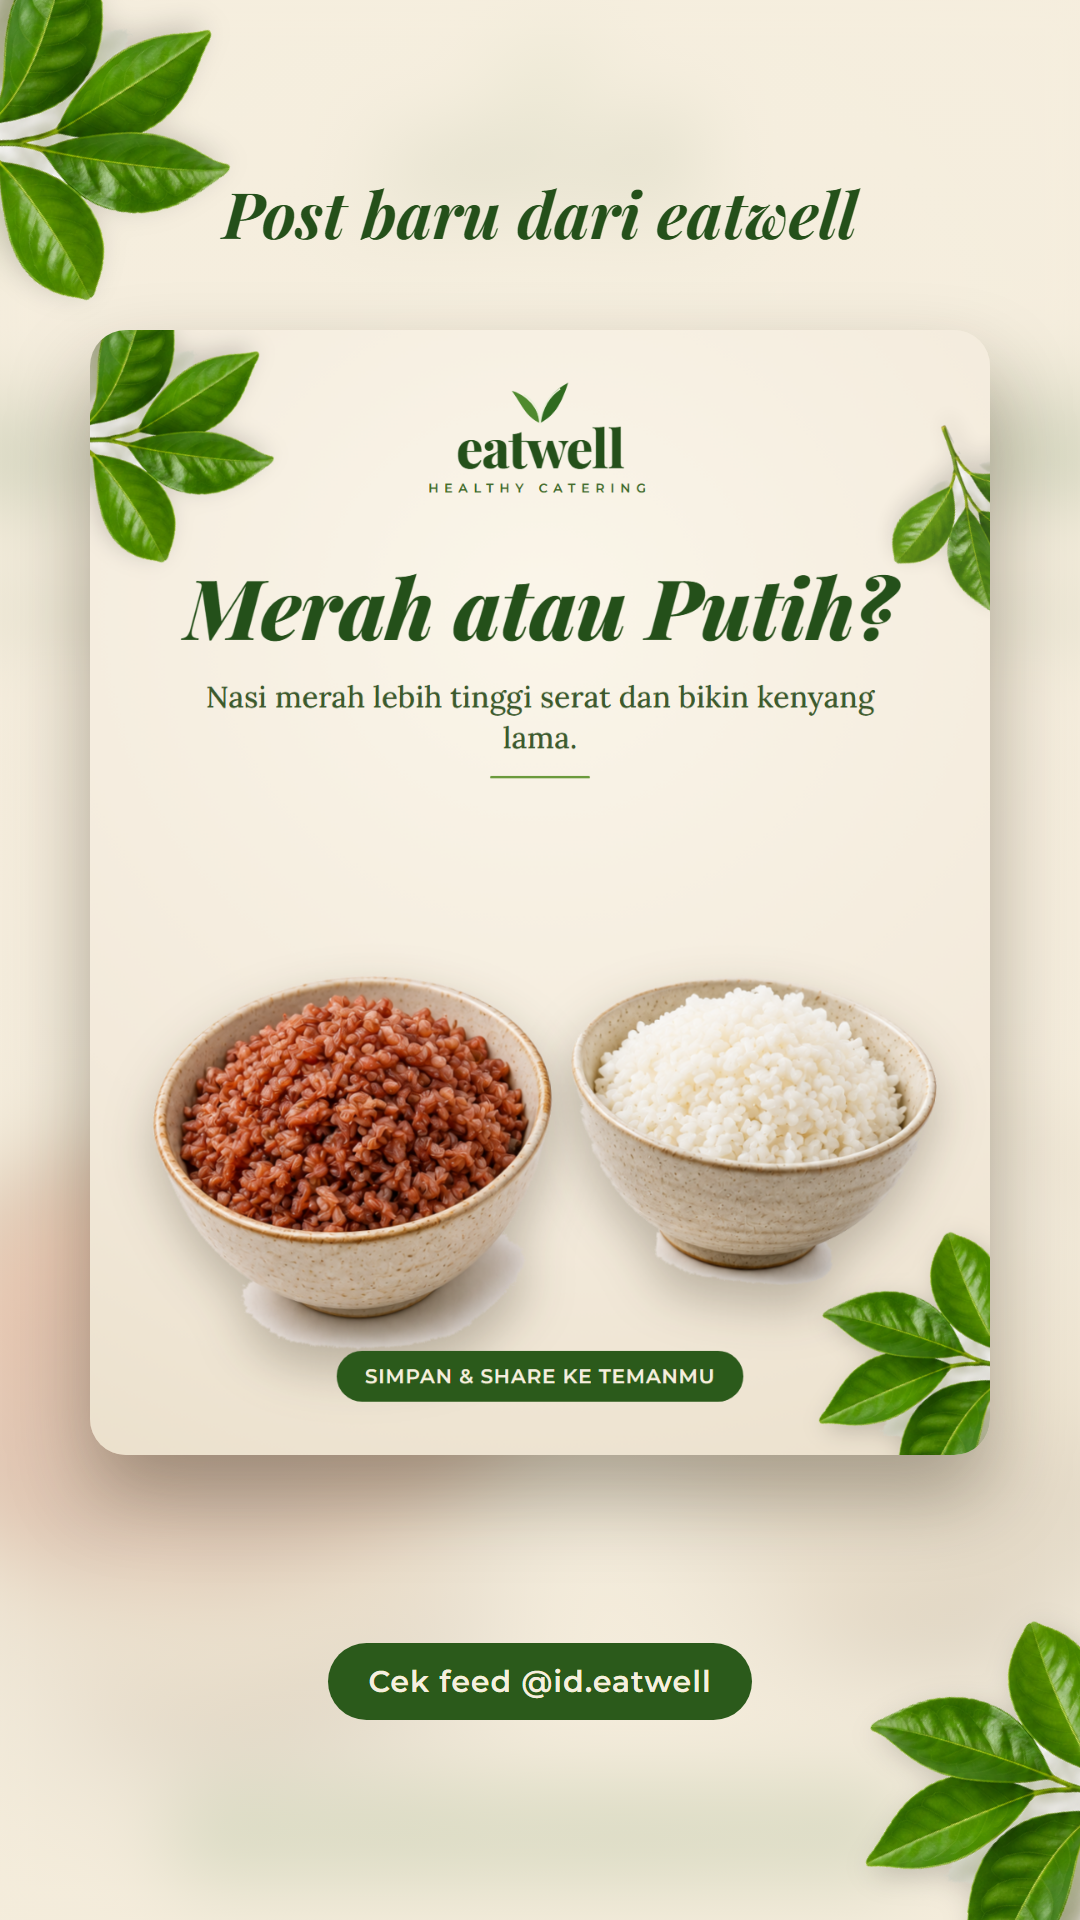 Post baru dari eatwell
eatwell
HEALTHY CATERING
Merah atau Putih?
Nasi merah lebih tinggi serat dan bikin kenyang
lama.
SIMPAN & SHARE KE TEMANMU
Cek feed @id.eatwell